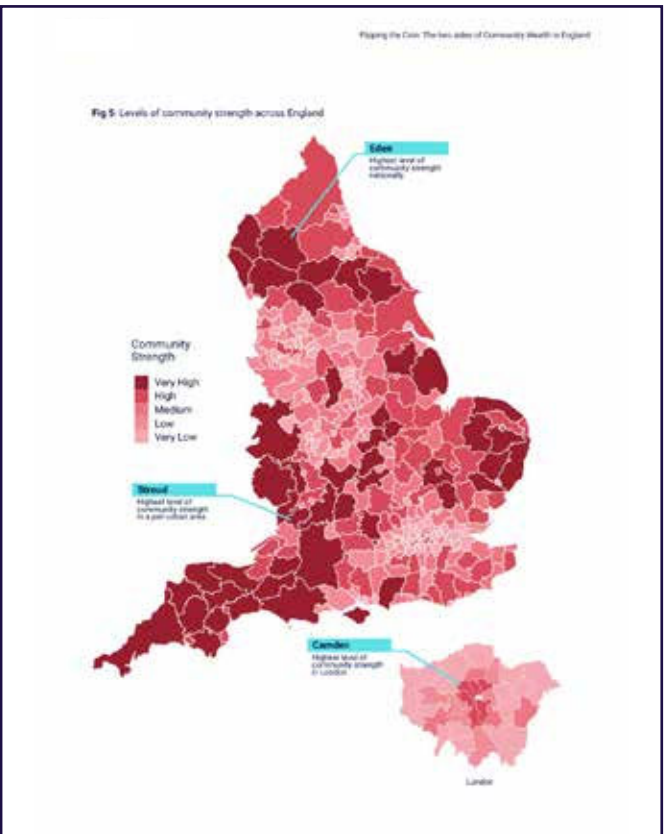 Flipping the Coin: The two sides of Community Wealth in England
Fig 5 Levels of community strength across England
Eden
Highest level of
community strength
nationally
Community
Strength
Very High
High
Medium
Low
Very Low
Stroud
Highest level of
community strength
in a peri-urban area
Camden
Highest level of
community strength
in London
London